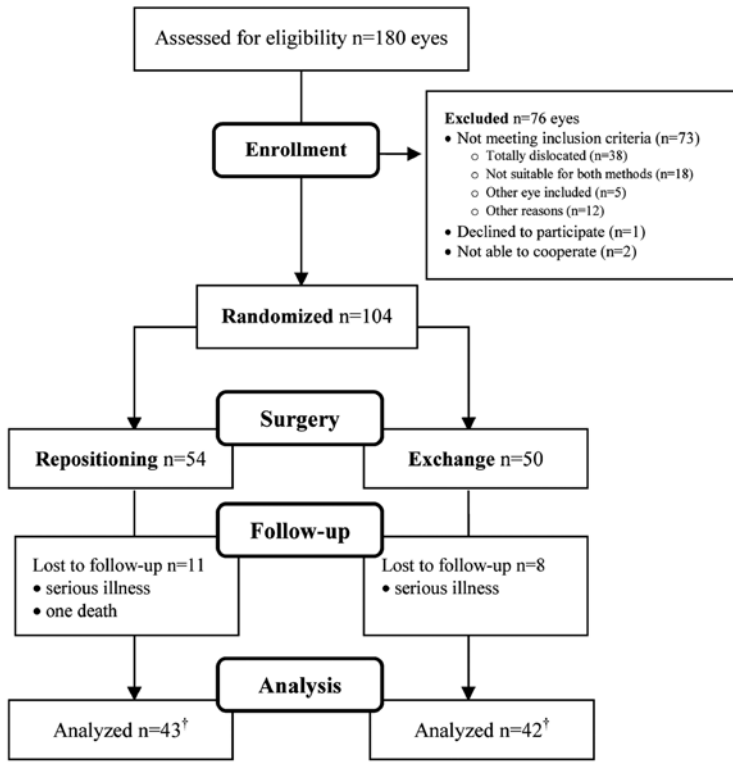 Assessed for eligibility n=180 eyes
Enrollment
Excluded n=76 eyes
• Not meeting inclusion criteria (n=73)
○ Totally dislocated (n=38)
○ Not suitable for both methods (n=18)
○ Other eye included (n=5)
○ Other reasons (n=12)
• Declined to participate (n=1)
• Not able to cooperate (n=2)
Randomized n=104
Surgery
Repositioning n=54
Exchange n=50
Follow-up
Lost to follow-up n=11
• serious illness
• one death
Lost to follow-up n=8
• serious illness
Analysis
Analyzed n=43†
Analyzed n=42†